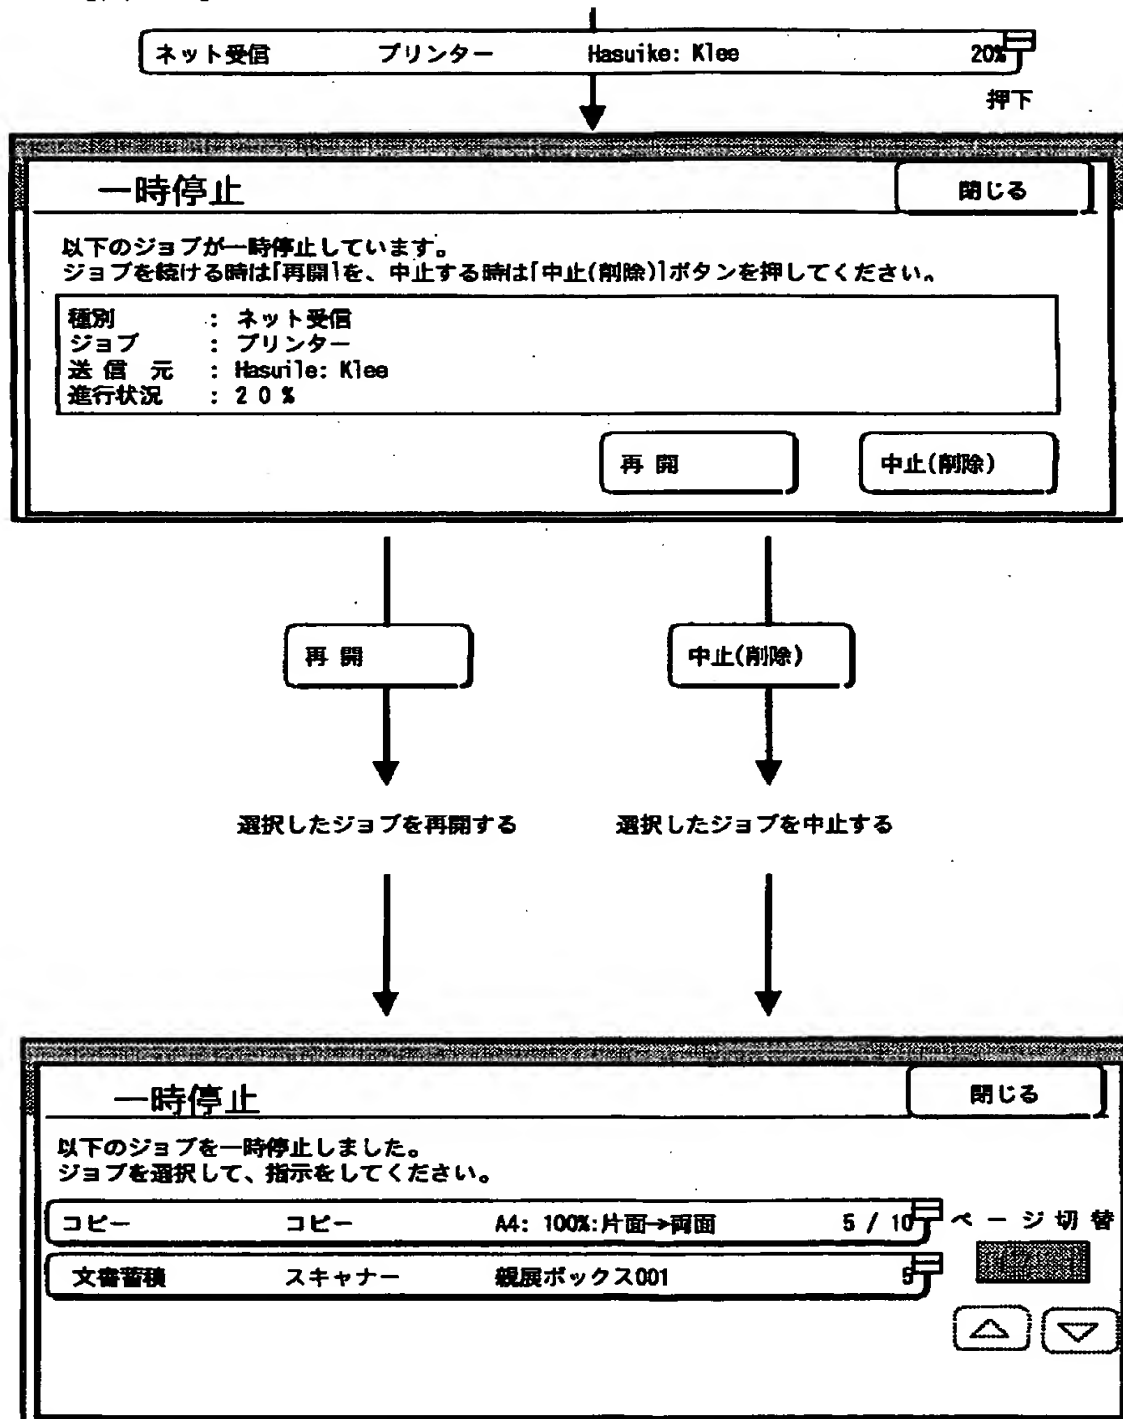 ネット受信 プリンター Hasuike: Klee 20%
押下
一時停止 閉じる
以下のジョブが一時停止しています。
ジョブを続ける時は「再開」を、中止する時は「中止(削除)」ボタンを押してください。
種別 : ネット受信
ジョブ : プリンター
送信元 : Hasuile: Klee
進行状況 : 20%
再開 中止(削除)
再開 中止(削除)
選択したジョブを再開する 選択したジョブを中止する
一時停止 閉じる
以下のジョブを一時停止しました。
ジョブを選択して、指示をしてください。
コピー コピー A4: 100%:片面→両面 5 / 10
ページ切替
文書蓄積 スキャナー 親展ボックス001 5